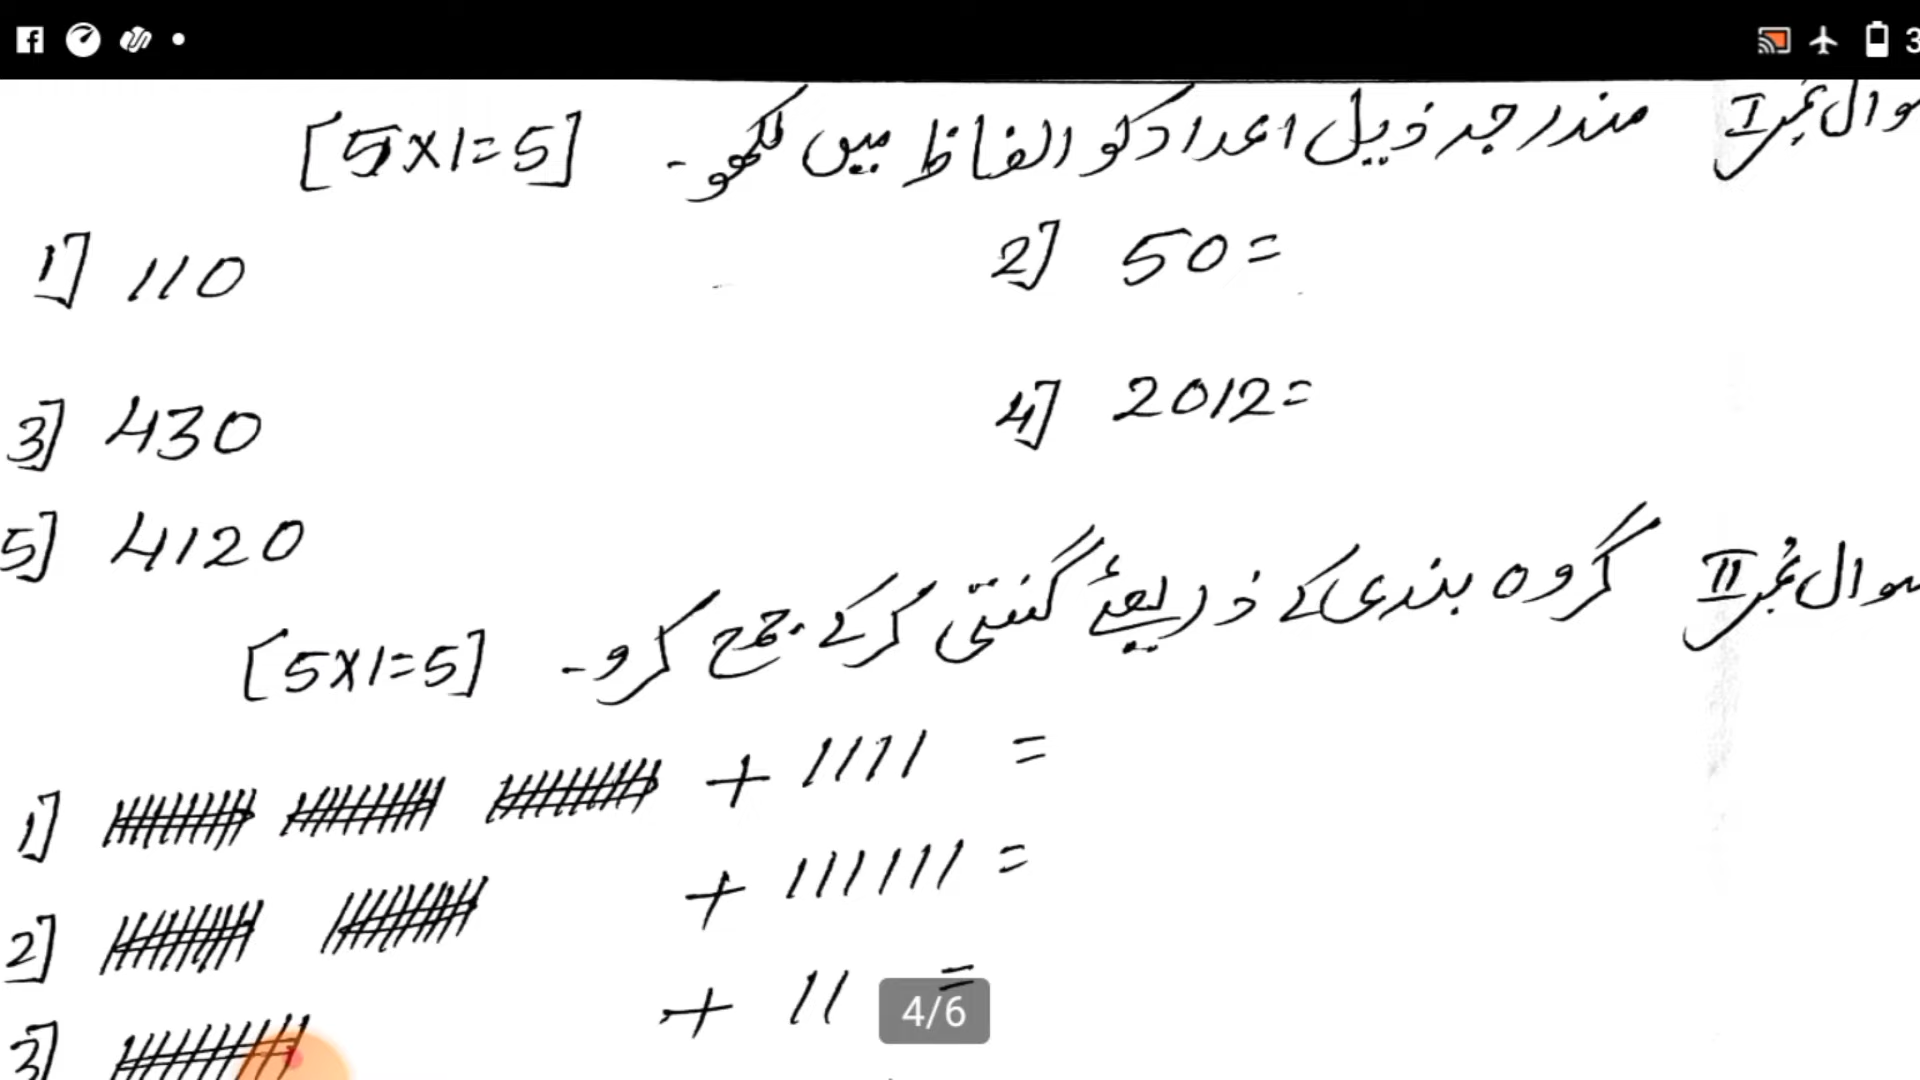 3
سوال نمبر I مندرجہ ذیل اعداد کو الفاظ میں لکھو۔ [5x1=5]
1] 110
2] 50=
3] 430
4] 2012=
5] 4120
سوال نمبر II گروہ بندی کے ذریعے گنتی کرکے جمع کرو۔ [5x1=5]
1] + 1111 =
2] + 111111 =
3] + 11 =
4/6